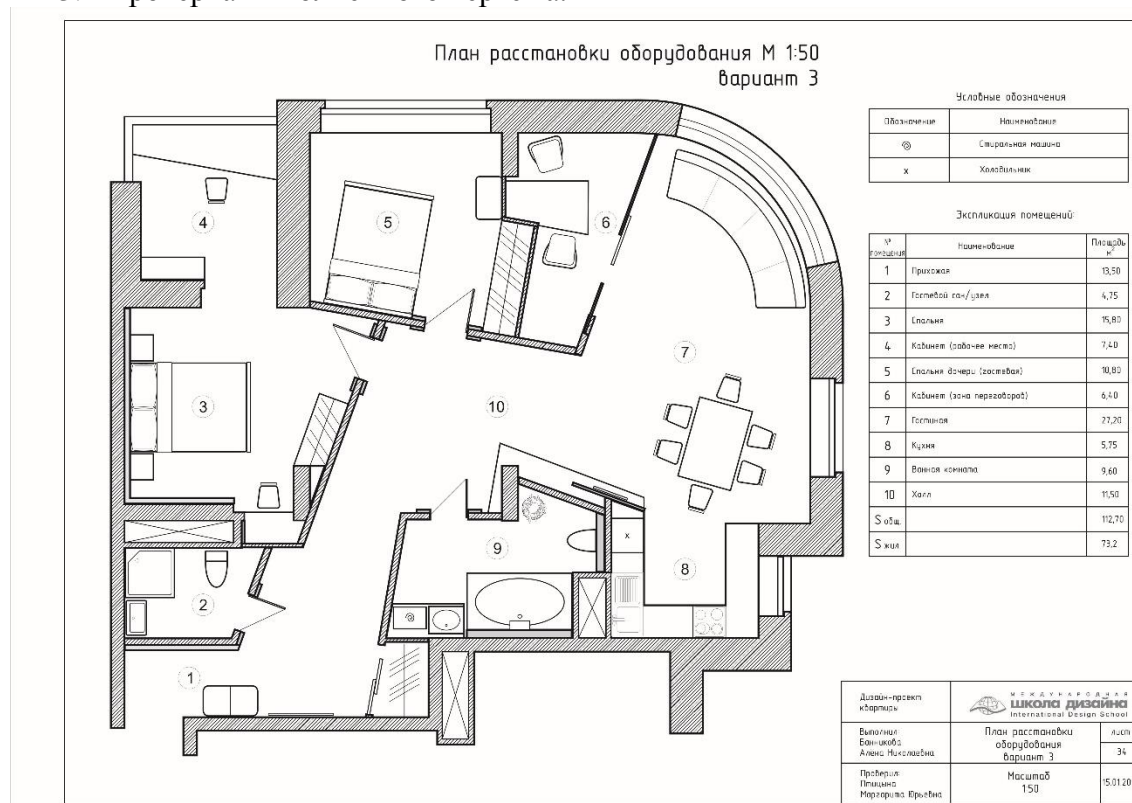 План расстановки оборудования М 1:50
вариант 3
Условные обозначения
Обозначение Наименование
Стиральная машина
х Холодильник
Экспликация помещений:
№ помещения Наименование Площадь м²
1 Прихожая 13,50
2 Гостевой сан/узел 4,75
3 Спальня 15,80
4 Кабинет (рабочее место) 7,40
5 Спальня дочери (гостевая) 10,80
6 Кабинет (зона переговоров) 6,40
7 Гостиная 27,20
8 Кухня 5,75
9 Ванная комната 9,60
10 Холл 11,50
S общ. 112,70
S жил 73,2
4
5
6
7
3
10
9
х
8
2
1
Дизайн-проект
квартиры
МЕЖДУНАРОДНАЯ
ШКОЛА ДИЗАЙНА
International Design School
Выполнил
Банникова
Алена Николаевна
План расстановки
оборудования
вариант 3
лист
34
Проверил
Птицына
Маргарита Юрьевна
Масштаб
1:50
15.01.20